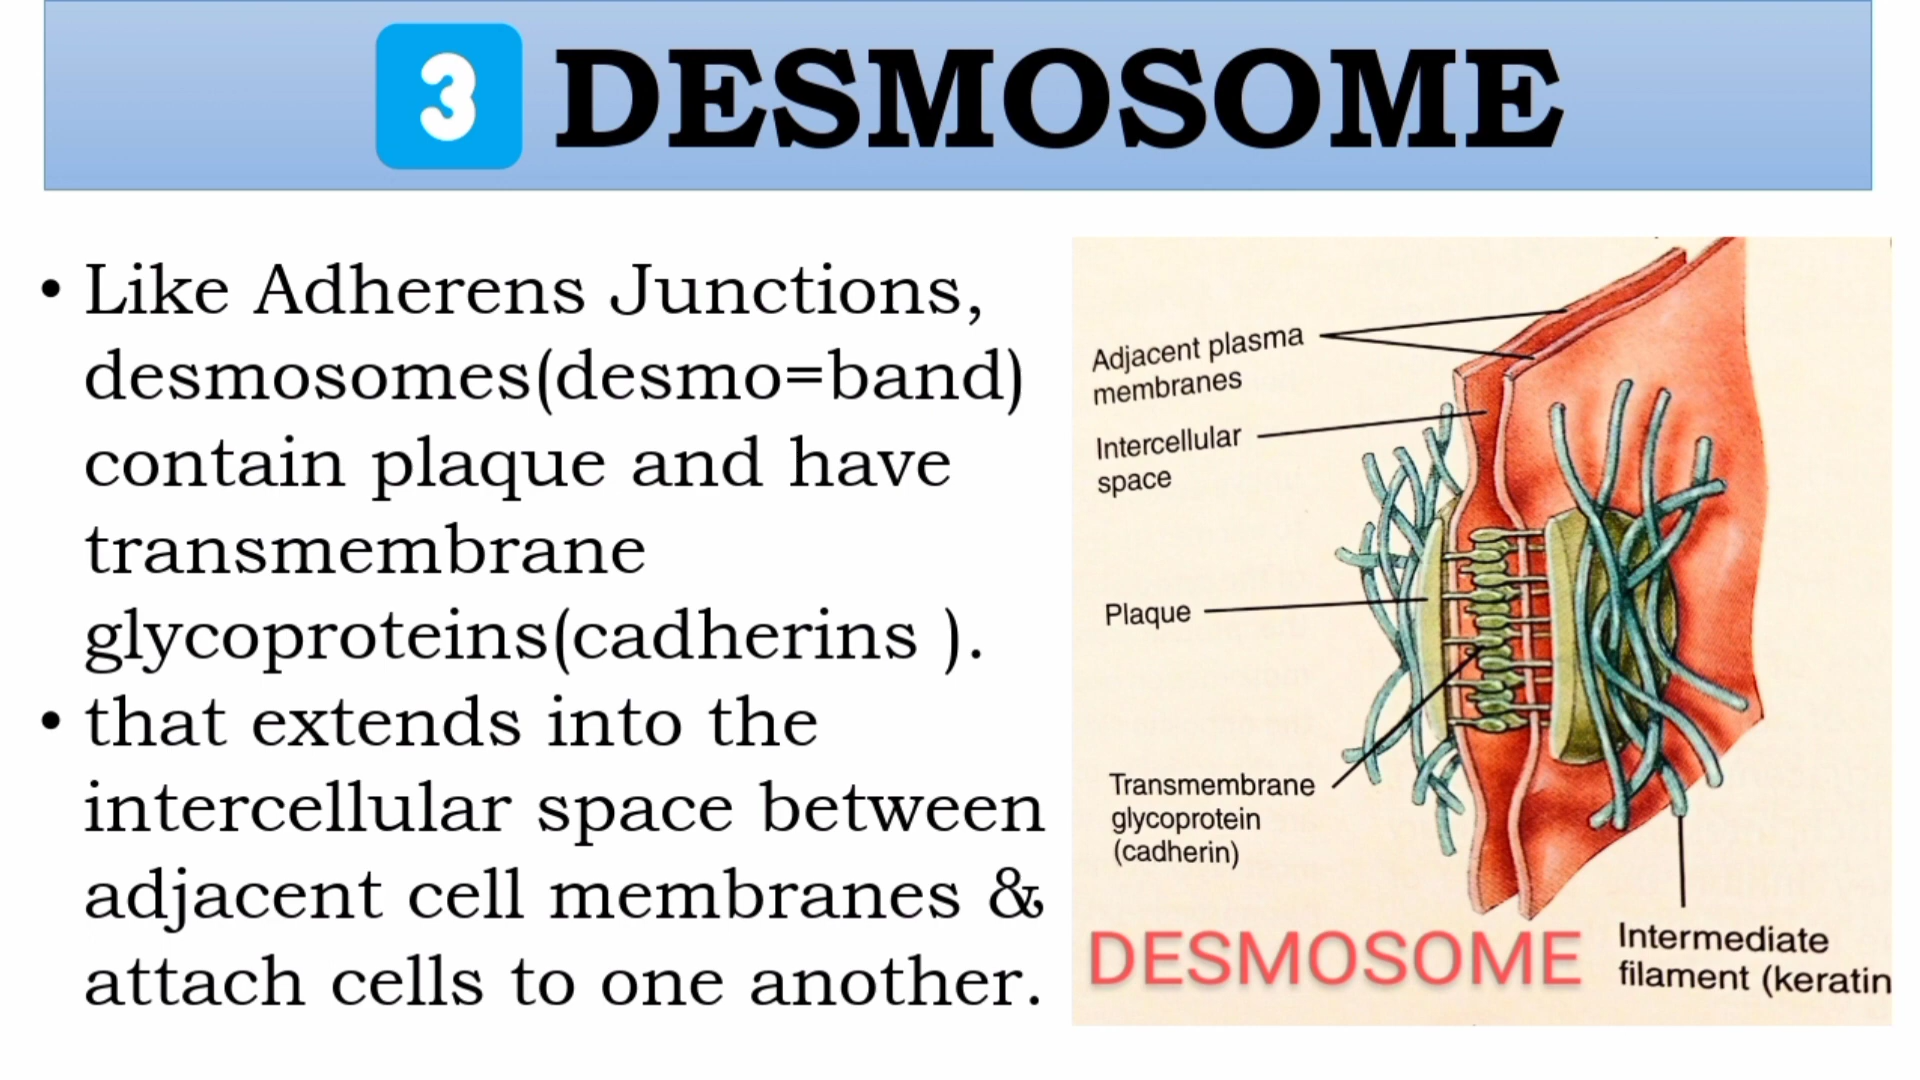 3 DESMOSOME
• Like Adherens Junctions,
desmosomes(desmo=band)
contain plaque and have
transmembrane
glycoproteins(cadherins ).
• that extends into the
intercellular space between
adjacent cell membranes &
attach cells to one another.
Adjacent plasma
membranes
Intercellular
space
Plaque
Transmembrane
glycoprotein
(cadherin)
DESMOSOME
Intermediate
filament (keratin